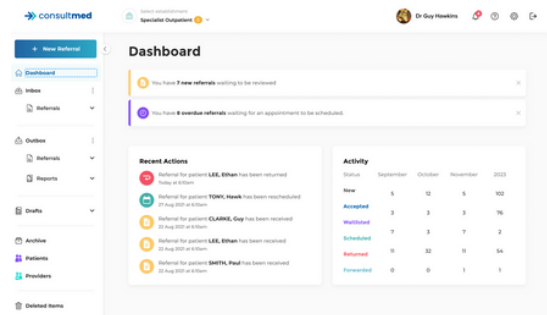 consultmed
Select establishment
Specialist Outpatient
Dr Guy Hawkins
+ New Referral
Dashboard
Inbox
Referrals
Outbox
Referrals
Reports
Drafts
Archive
Patients
Providers
Deleted Items
Dashboard
You have 7 new referrals waiting to be reviewed
You have 8 overdue referrals waiting for an appointment to be scheduled.
Recent Actions
Referral for patient LEE, Ethan has been returned
Today at 6:10am
Referral for patient TONY, Hawk has been rescheduled
27 Aug 2021 at 6:10am
Referral for patient CLARKE, Guy has been received
22 Aug 2021 at 6:10am
Referral for patient LEE, Ethan has been received
22 Aug 2021 at 6:10am
Referral for patient SMITH, Paul has been received
22 Aug 2021 at 6:10am
Activity
Status September October November 2023
New 5 12 5 102
Accepted 3 3 3 76
Waitlisted 7 3 7 2
Scheduled
Returned 11 32 11 54
Forwarded 0 0 1 1